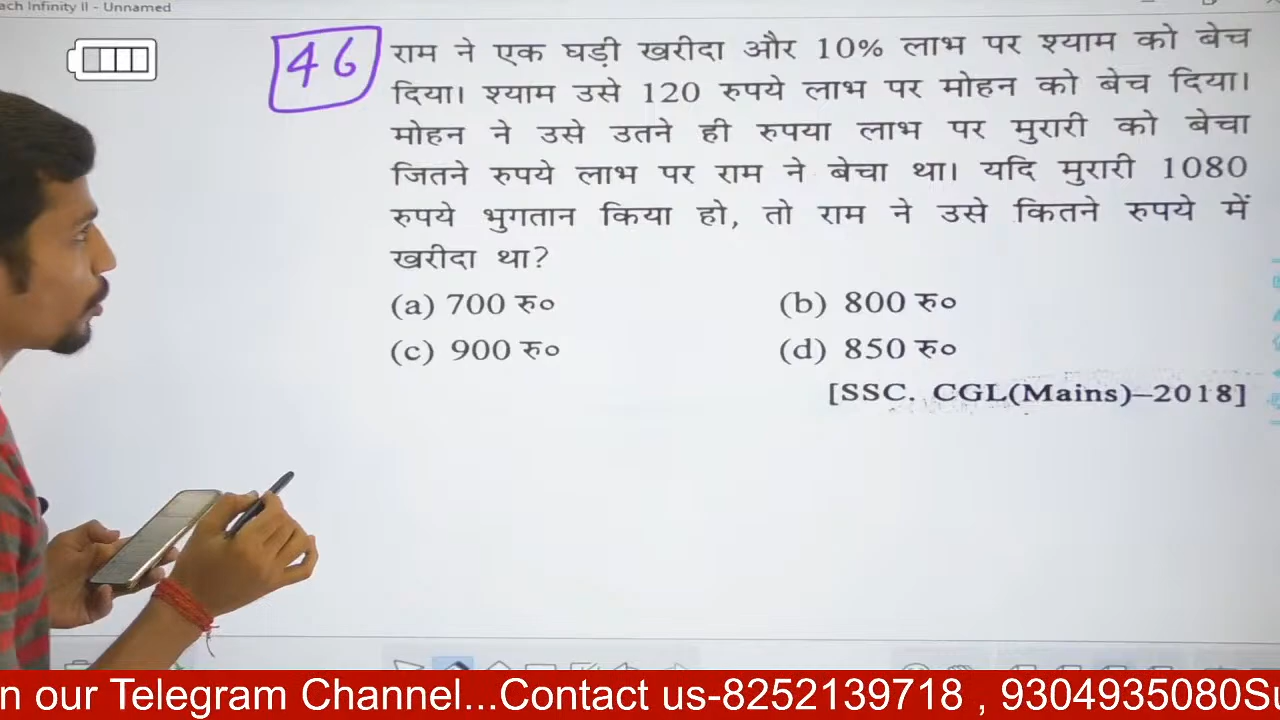 ach Infinity II - Unnamed
46
राम ने एक घड़ी खरीदा और 10% लाभ पर श्याम को बेच
दिया। श्याम उसे 120 रुपये लाभ पर मोहन को बेच दिया।
मोहन ने उसे उतने ही रुपया लाभ पर मुरारी को बेचा
जितने रुपये लाभ पर राम ने बेचा था। यदि मुरारी 1080
रुपये भुगतान किया हो, तो राम ने उसे कितने रुपये में
खरीदा था?
(a) 700 रु० (b) 800 रु०
(c) 900 रु० (d) 850 रु०
[SSC. CGL(Mains)–2018]
n our Telegram Channel...Contact us-8252139718 , 9304935080Su